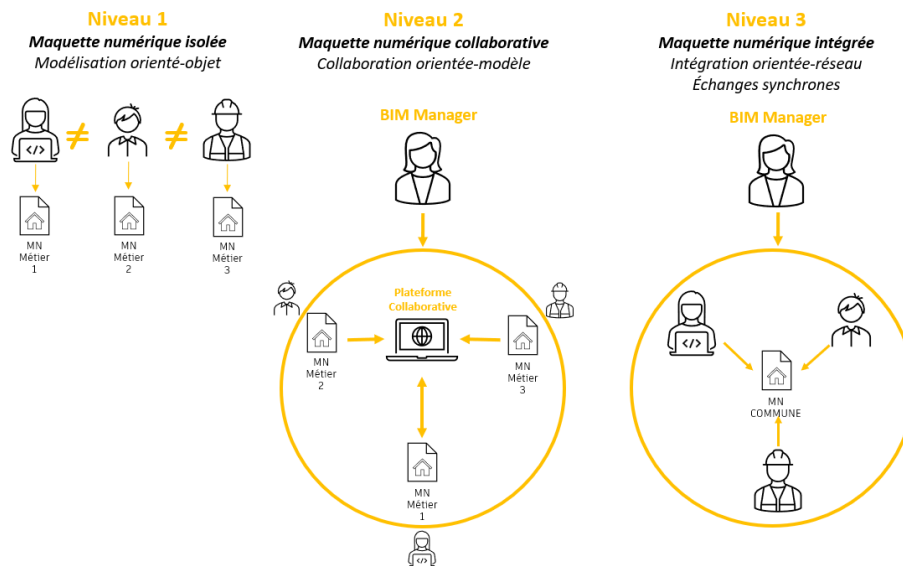 Niveau 1
Maquette numérique isolée
Modélisation orienté-objet
≠
≠
</>
MN
Métier
1
MN
Métier
2
MN
Métier
3
Niveau 2
Maquette numérique collaborative
Collaboration orientée-modèle
BIM Manager
Plateforme
Collaborative
MN
Métier
2
MN
Métier
3
MN
Métier
1
</>
Niveau 3
Maquette numérique intégrée
Intégration orientée-réseau
Échanges synchrones
BIM Manager
</>
MN
COMMUNE